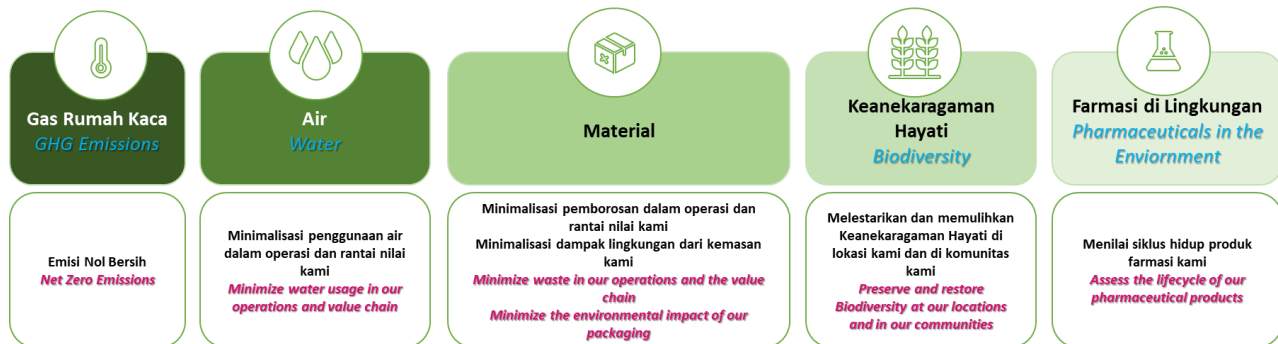 Gas Rumah Kaca
GHG Emissions
Emisi Nol Bersih
Net Zero Emissions
Air
Water
Minimalisasi penggunaan air
dalam operasi dan rantai nilai
kami
Minimize water usage in our
operations and value chain
Material
Minimalisasi pemborosan dalam operasi dan
rantai nilai kami
Minimalisasi dampak lingkungan dari kemasan
kami
Minimize waste in our operations and the value
chain
Minimize the environmental impact of our
packaging
Keanekaragaman
Hayati
Biodiversity
Melestarikan dan memulihkan
Keanekaragaman Hayati di
lokasi kami dan di komunitas
kami
Preserve and restore
Biodiversity at our locations
and in our communities
Farmasi di Lingkungan
Pharmaceuticals in the
Enviornment
Menilai siklus hidup produk
farmasi kami
Assess the lifecycle of our
pharmaceutical products